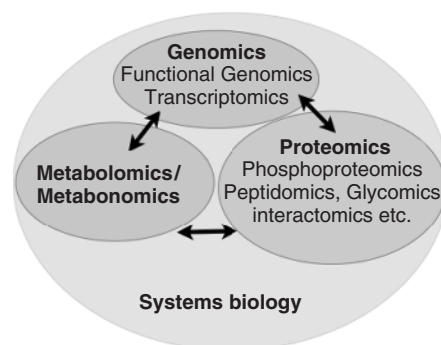 Genomics
Functional Genomics
Transcriptomics
Metabolomics/
Metabonomics
Proteomics
Phosphoproteomics
Peptidomics, Glycomics
interactomics etc.
Systems biology